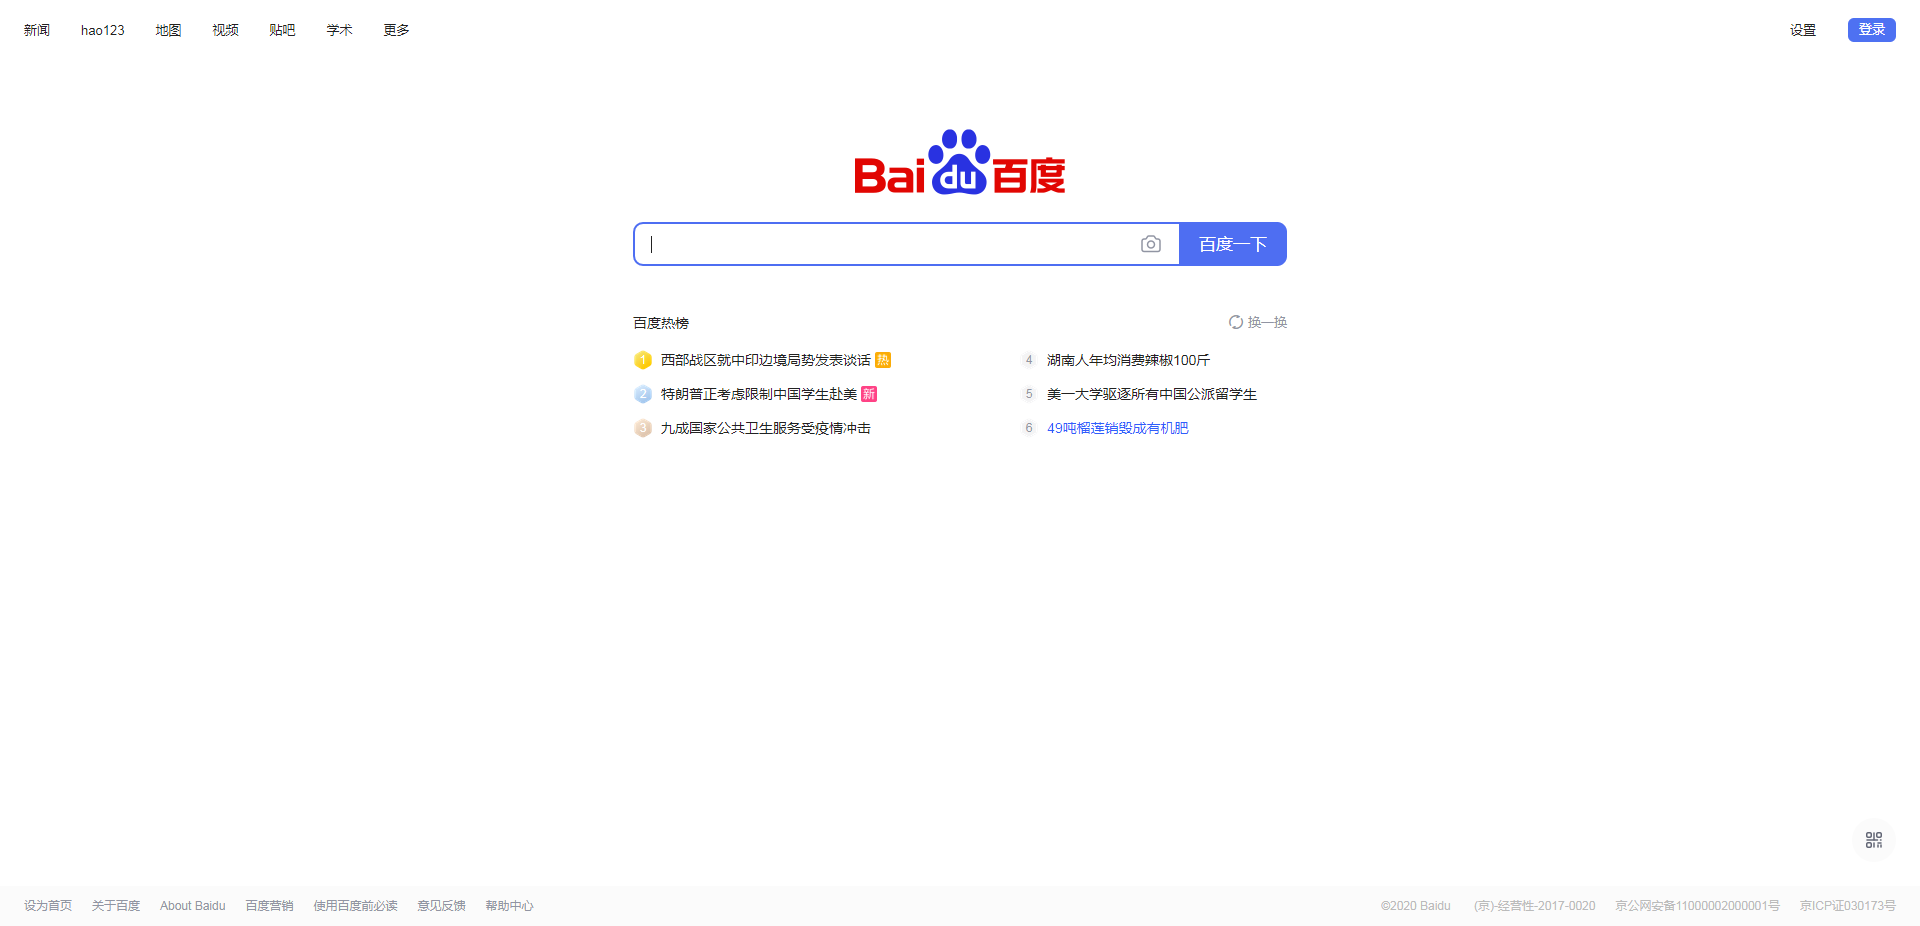 新闻 hao123 地图 视频 贴吧 学术 更多 设置 登录
Bai du 百度
百度一下
百度热榜 换一换
1 西部战区就中印边境局势发表谈话 热
2 特朗普正考虑限制中国学生赴美 新
3 九成国家公共卫生服务受疫情冲击
4 湖南人年均消费辣椒100斤
5 美一大学驱逐所有中国公派留学生
6 49吨榴莲销毁成有机肥
设为首页 关于百度 About Baidu 百度营销 使用百度前必读 意见反馈 帮助中心 ©2020 Baidu (京)-经营性-2017-0020 京公网安备11000002000001号 京ICP证030173号